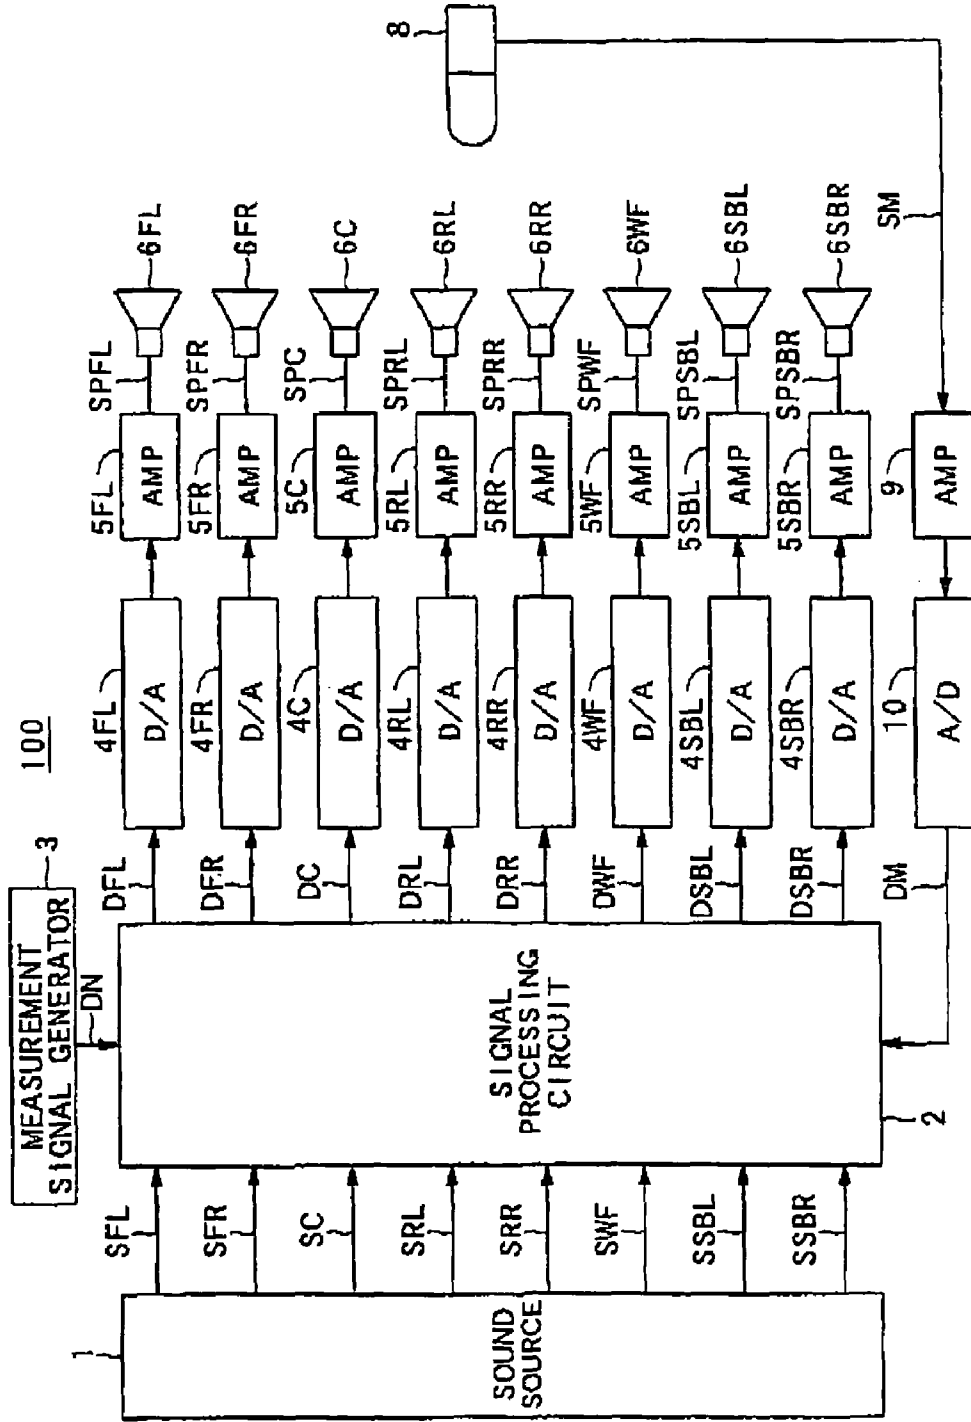 100
MEASUREMENT
SIGNAL GENERATOR
3
DN
1
SOUND
SOURCE
SFL
SFR
SC
SRL
SRR
SWF
SSBL
SSBR
SIGNAL
PROCESSING
CIRCUIT
2
DFL
DFR
DC
DRL
DRR
DWF
DSBL
DSBR
DM
4FL
D/A
4FR
D/A
4C
D/A
4RL
D/A
4RR
D/A
4WF
D/A
4SBL
D/A
4SBR
D/A
10
A/D
5FL
AMP
5FR
AMP
5C
AMP
5RL
AMP
5RR
AMP
5WF
AMP
5SBL
AMP
5SBR
AMP
9
AMP
SPFL
SPFR
SPC
SPRL
SPRR
SPWF
SPSBL
SPSBR
6FL
6FR
6C
6RL
6RR
6WF
6SBL
6SBR
SM
8